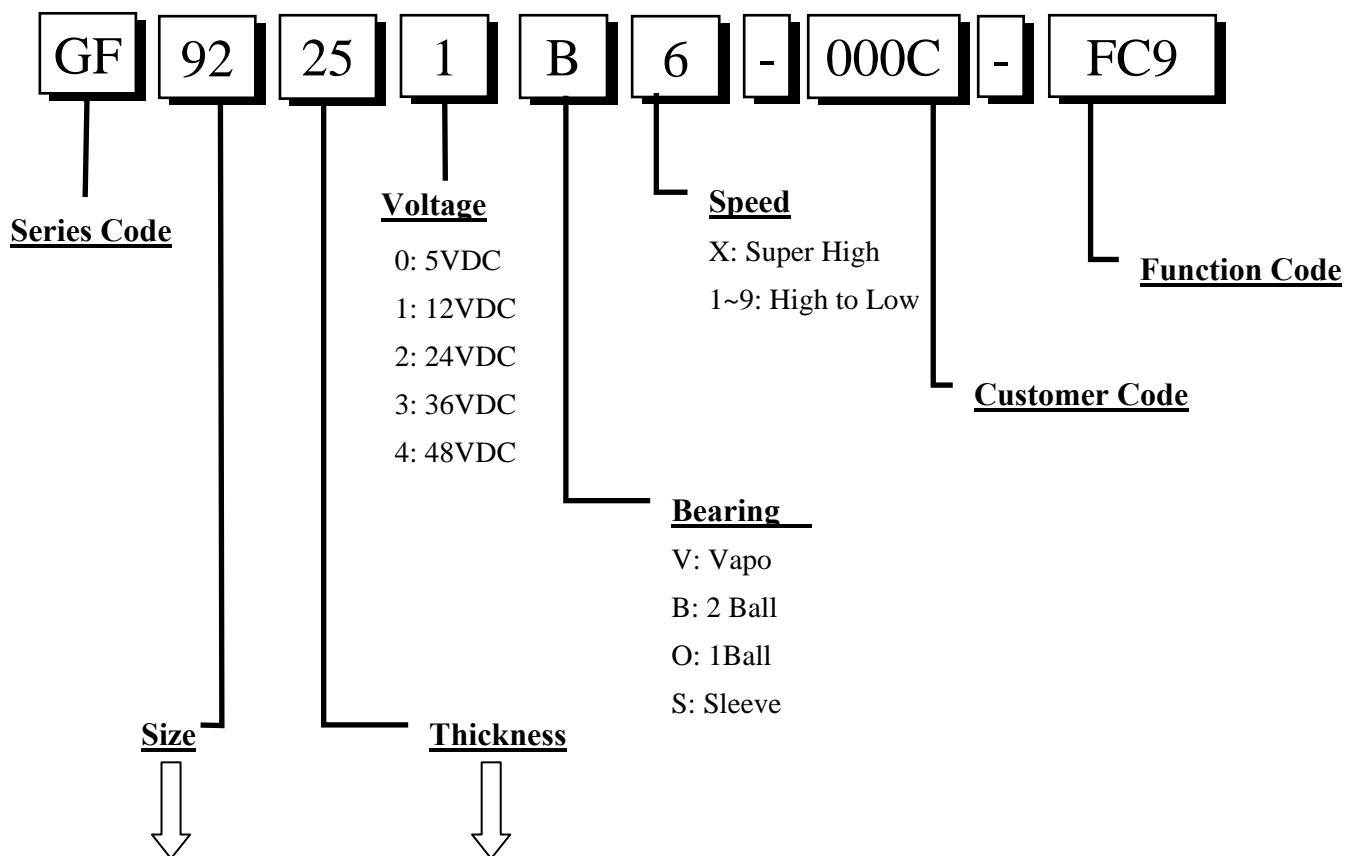 GF 92 25 1 B 6 - 000C - FC9
Series Code
Voltage
0: 5VDC
1: 12VDC
2: 24VDC
3: 36VDC
4: 48VDC
Speed
X: Super High
1~9: High to Low
Function Code
Customer Code
Bearing
V: Vapo
B: 2 Ball
O: 1Ball
S: Sleeve
Size
Thickness